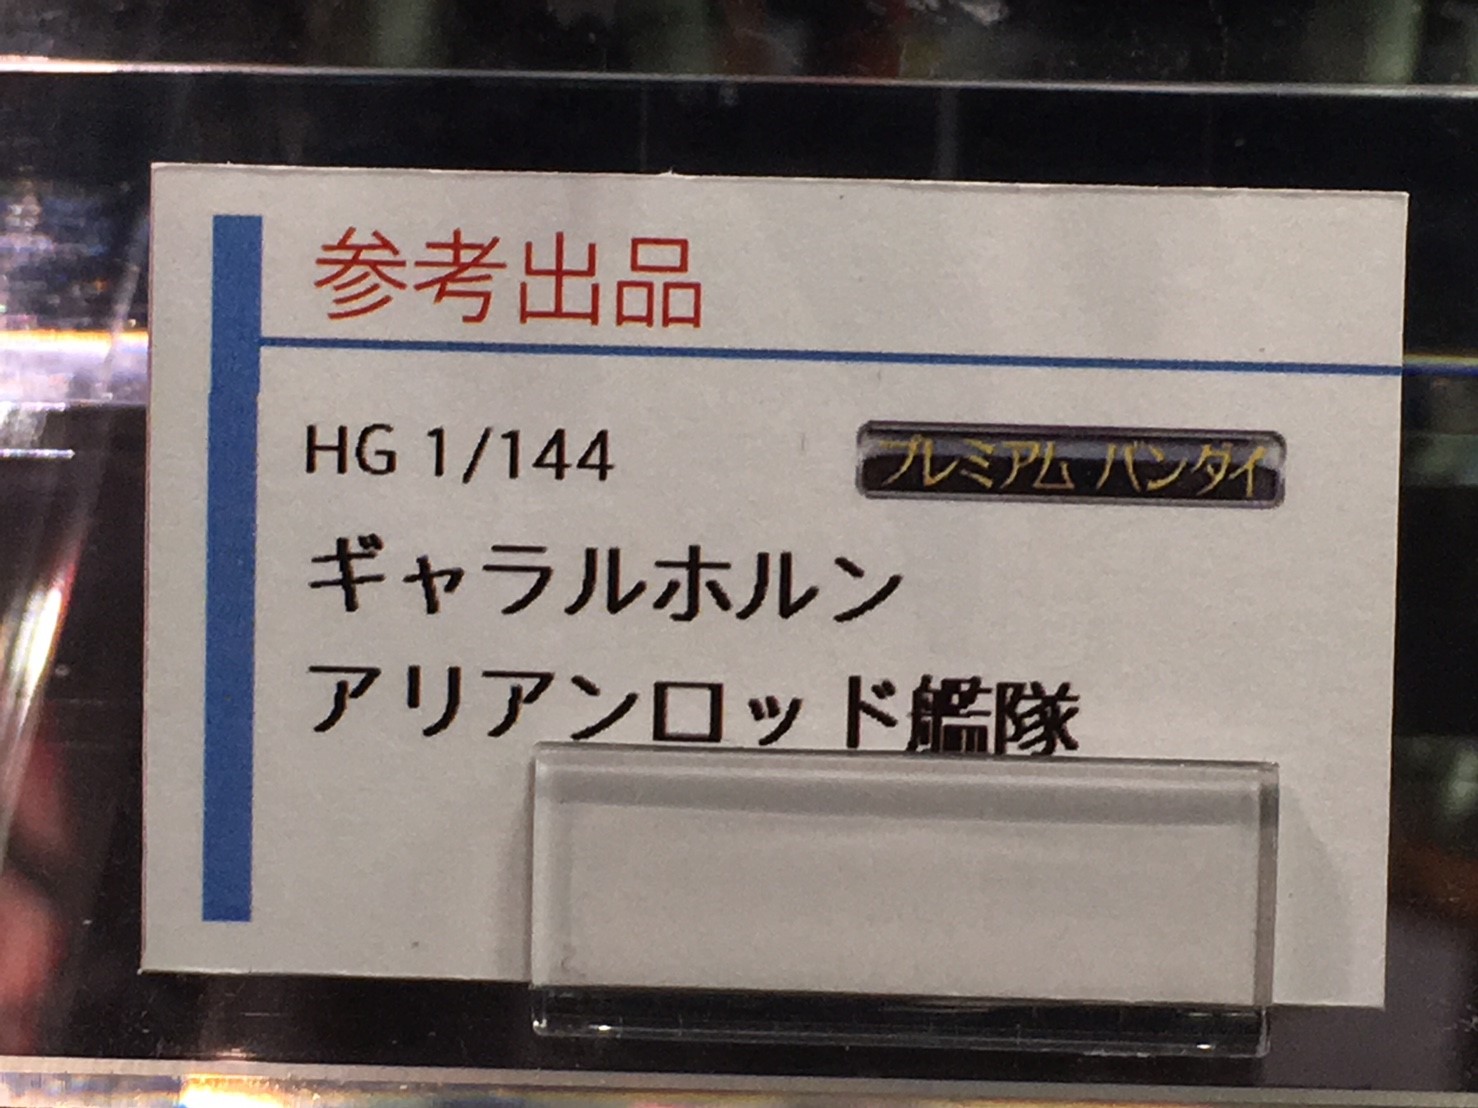 参考出品
HG 1/144
プレミアム バンダイ
ギャラルホルン
アリアンロッド艦隊